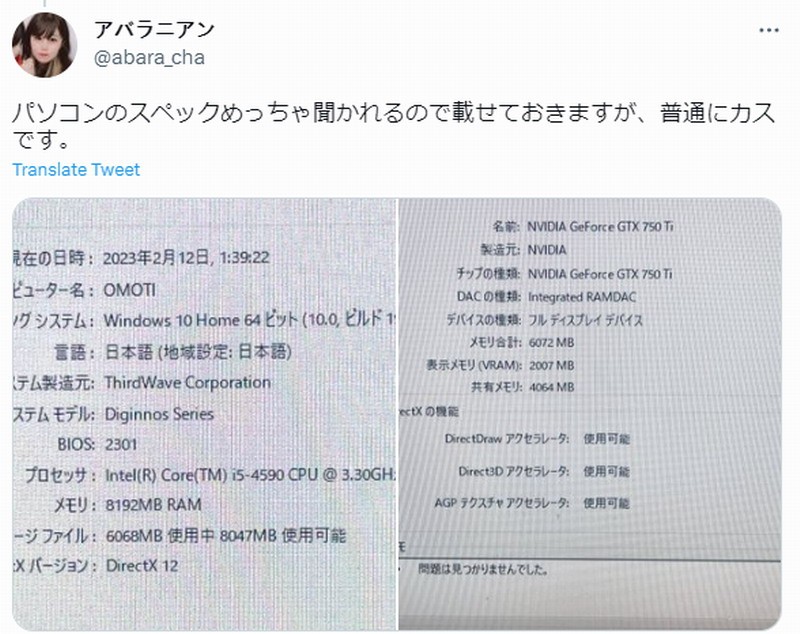 アバラニアン
@abara_cha
パソコンのスペックめっちゃ聞かれるので載せておきますが、普通にカス
です。
Translate Tweet
現在の日時: 2023年2月12日, 1:39:22
ピューター名: OMOTI
グ システム: Windows 10 Home 64 ビット (10.0, ビルド 1
言語: 日本語 (地域設定: 日本語)
ステム製造元: ThirdWave Corporation
ステム モデル: Diginnos Series
BIOS: 2301
プロセッサ: Intel(R) Core(TM) i5-4590 CPU @ 3.30GH
メモリ: 8192MB RAM
ージ ファイル: 6068MB 使用中 8047MB 使用可能
X バージョン: DirectX 12
名前: NVIDIA GeForce GTX 750 Ti
製造元: NVIDIA
チップの種類: NVIDIA GeForce GTX 750 Ti
DAC の種類: Integrated RAMDAC
デバイスの種類: フル ディスプレイ デバイス
メモリ合計: 6072 MB
表示メモリ (VRAM): 2007 MB
共有メモリ: 4064 MB
ectX の機能
DirectDraw アクセラレータ: 使用可能
Direct3D アクセラレータ: 使用可能
AGP テクスチャ アクセラレータ: 使用可能
モ
問題は見つかりませんでした。